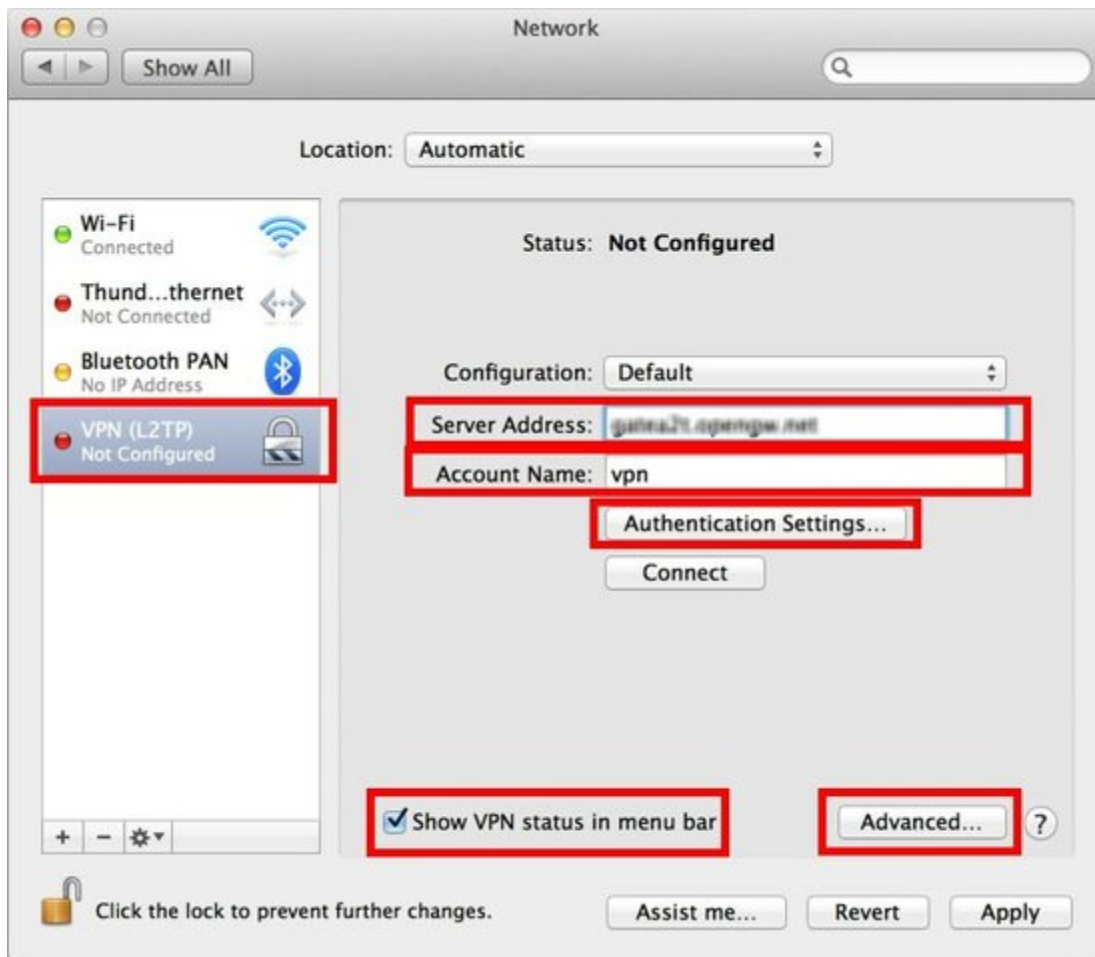 Network
Show All
Location: Automatic
Wi-Fi
Connected
Thund...thernet
Not Connected
Bluetooth PAN
No IP Address
VPN (L2TP)
Not Configured
Status: Not Configured
Configuration: Default
Server Address:
Account Name: vpn
Authentication Settings...
Connect
Show VPN status in menu bar
Advanced...
?
+ −
Click the lock to prevent further changes.
Assist me...
Revert
Apply